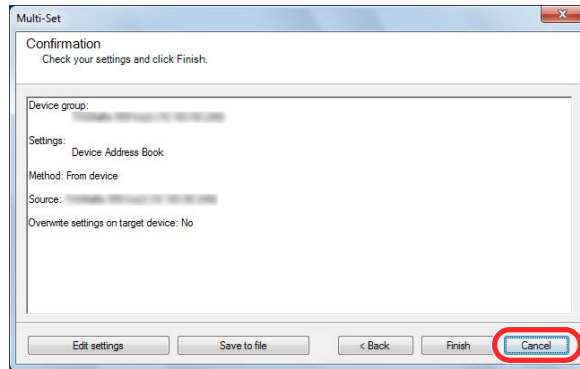 Multi-Set
Confirmation
Check your settings and click Finish.
Device group:
Settings:
Device Address Book
Method: From device
Source:
Overwrite settings on target device: No
Edit settings
Save to file
< Back
Finish
Cancel